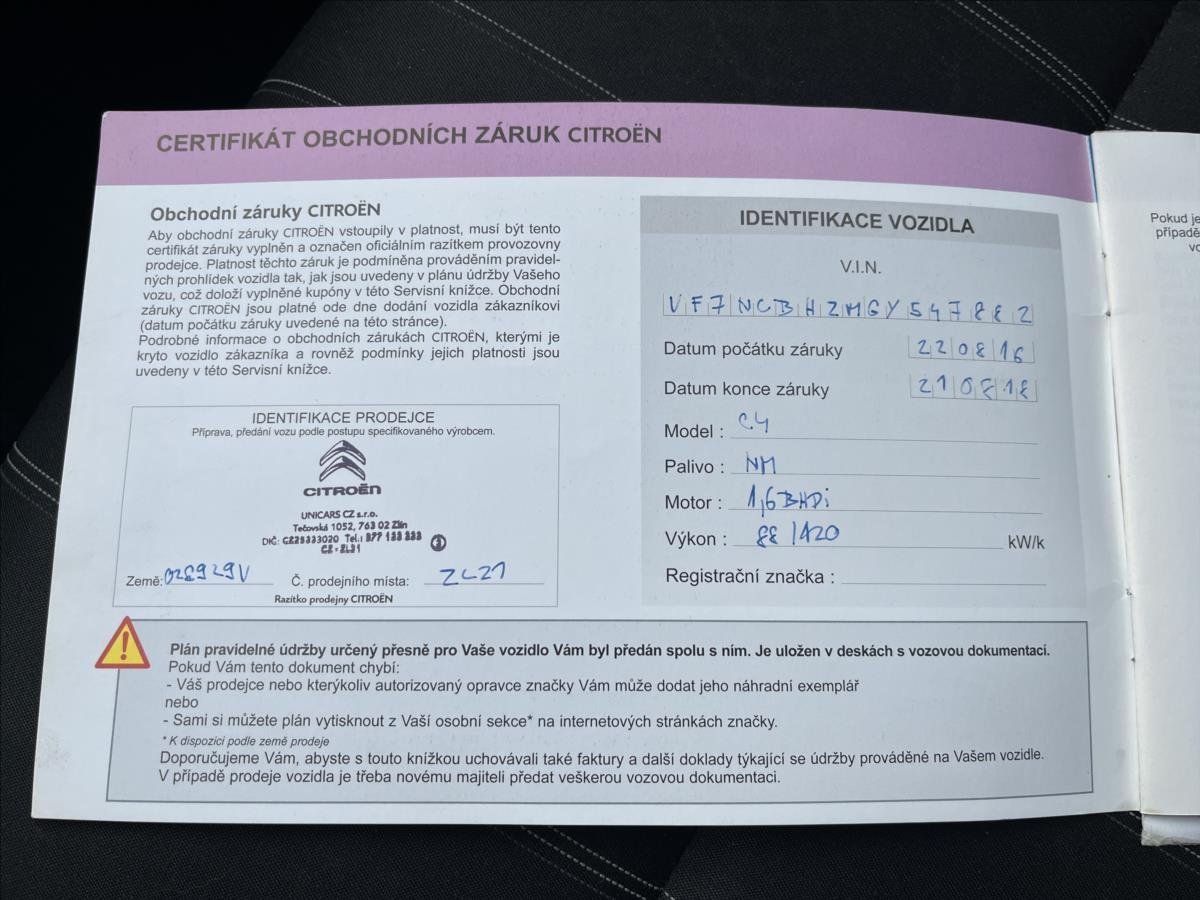 CERTIFIKÁT OBCHODNÍCH ZÁRUK CITROËN
Obchodní záruky CITROËN
Aby obchodní záruky CITROËN vstoupily v platnost, musí být tento
certifikát záruky vyplněn a označen oficiálním razítkem provozovny
prodejce. Platnost těchto záruk je podmíněna prováděním pravidel-
ných prohlídek vozidla tak, jak jsou uvedeny v plánu údržby Vašeho
vozu, což doloží vyplněné kupóny v této Servisní knížce. Obchodní
záruky CITROËN jsou platné ode dne dodání vozidla zákazníkovi
(datum počátku záruky uvedené na této stránce).
Podrobné informace o obchodních zárukách CITROËN, kterými je
kryto vozidlo zákazníka a rovněž podmínky jejich platnosti jsou
uvedeny v této Servisní knížce.
IDENTIFIKACE PRODEJCE
Příprava, předání vozu podle postupu specifikovaného výrobcem.
CITROËN
UNICARS CZ s.r.o.
Tečovská 1052, 763 02 Zlín
DIČ: Tel.:
Země:
Č. prodejního místa: ZL21
Razítko prodejny CITROËN
IDENTIFIKACE VOZIDLA
V.I.N.
VF7NCBHZMGY547882
Datum počátku záruky 220816
Datum konce záruky 210818
Model : C4
Palivo : NM
Motor : 1,6BHDi
Výkon : 88/120 kW/k
Registrační značka :
Plán pravidelné údržby určený přesně pro Vaše vozidlo Vám byl předán spolu s ním. Je uložen v deskách s vozovou dokumentací.
Pokud Vám tento dokument chybí:
- Váš prodejce nebo kterýkoliv autorizovaný opravce značky Vám může dodat jeho náhradní exemplář
nebo
- Sami si můžete plán vytisknout z Vaší osobní sekce* na internetových stránkách značky.
* K dispozici podle země prodeje
Doporučujeme Vám, abyste s touto knížkou uchovávali také faktury a další doklady týkající se údržby prováděné na Vašem vozidle.
V případě prodeje vozidla je třeba novému majiteli předat veškerou vozovou dokumentaci.
Pokud je
případě